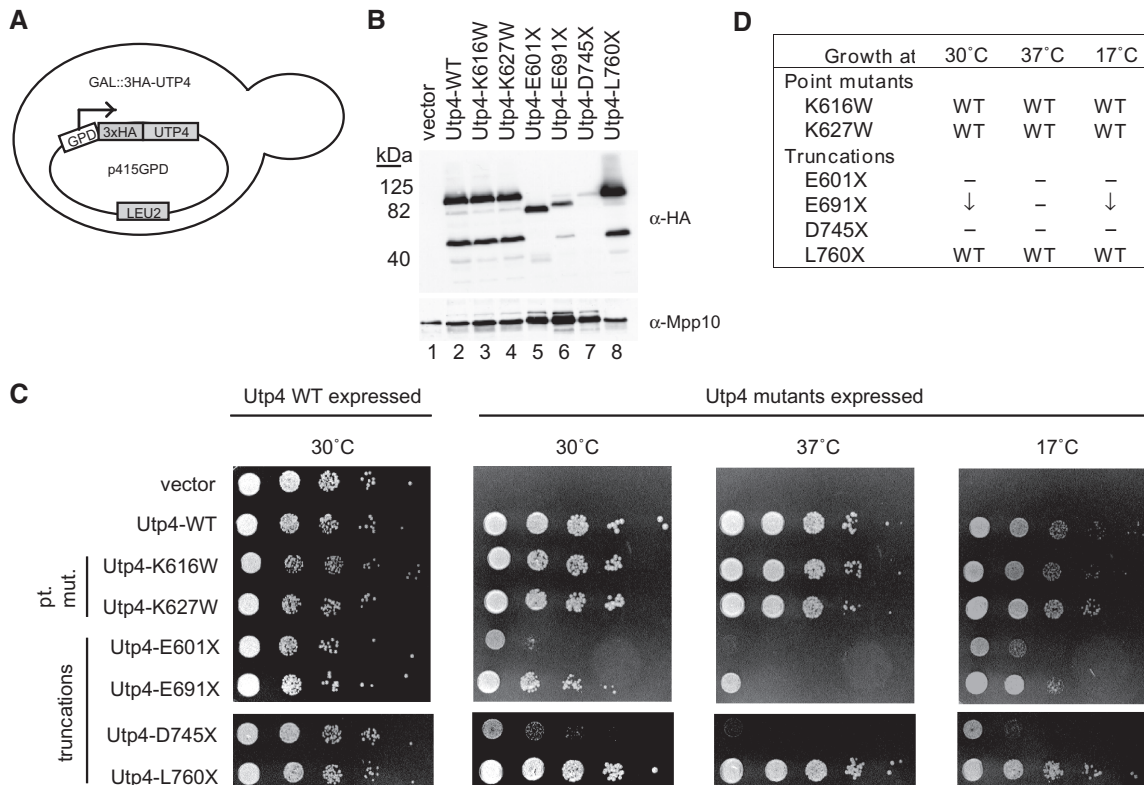 A
GAL::3HA-UTP4
GPD
3xHA
UTP4
p415GPD
LEU2
B
vector
Utp4-WT
Utp4-K616W
Utp4-K627W
Utp4-E601X
Utp4-E691X
Utp4-D745X
Utp4-L760X
kDa
125
82
40
α-HA
α-Mpp10
1 2 3 4 5 6 7 8
D
Growth at 30˚C 37˚C 17˚C
Point mutants
K616W WT WT WT
K627W WT WT WT
Truncations
E601X – – –
E691X ↓ – ↓
D745X – – –
L760X WT WT WT
C
Utp4 WT expressed Utp4 mutants expressed
30˚C 30˚C 37˚C 17˚C
vector
Utp4-WT
pt. mut.
Utp4-K616W
Utp4-K627W
truncations
Utp4-E601X
Utp4-E691X
Utp4-D745X
Utp4-L760X